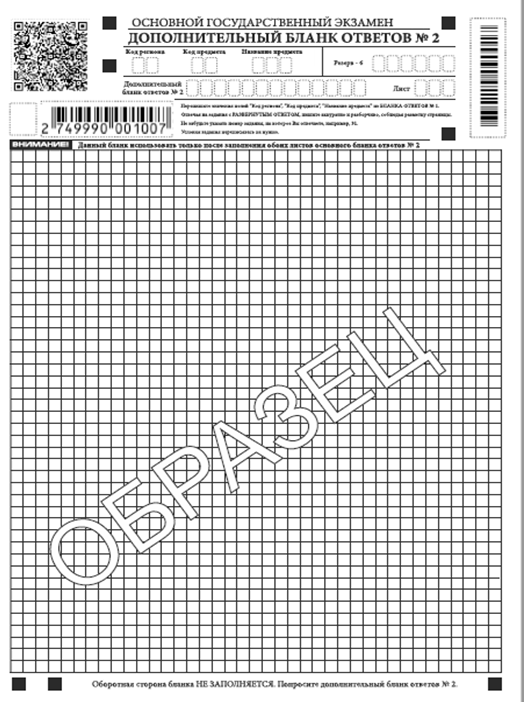 ОСНОВНОЙ ГОСУДАРСТВЕННЫЙ ЭКЗАМЕН
ДОПОЛНИТЕЛЬНЫЙ БЛАНК ОТВЕТОВ № 2
Код региона Код предмета Название предмета
Резерв - 6
Дополнительный
бланк ответов № 2
Лист
2 749990 001007
Перепишите значения полей "Код региона", "Код предмета", "Название предмета" из БЛАНКА ОТВЕТОВ № 1.
Отвечая на задания с РАЗВЕРНУТЫМ ОТВЕТОМ, пишите аккуратно и разборчиво, соблюдая разметку страницы.
Не забудьте указать номер задания, на которое Вы отвечаете, например, 31.
Условия задания переписывать не нужно.
ВНИМАНИЕ! Данный бланк использовать только после заполнения обоих листов основного бланка ответов № 2
ОБРАЗЕЦ
Оборотная сторона бланка НЕ ЗАПОЛНЯЕТСЯ. Попросите дополнительный бланк ответов № 2.